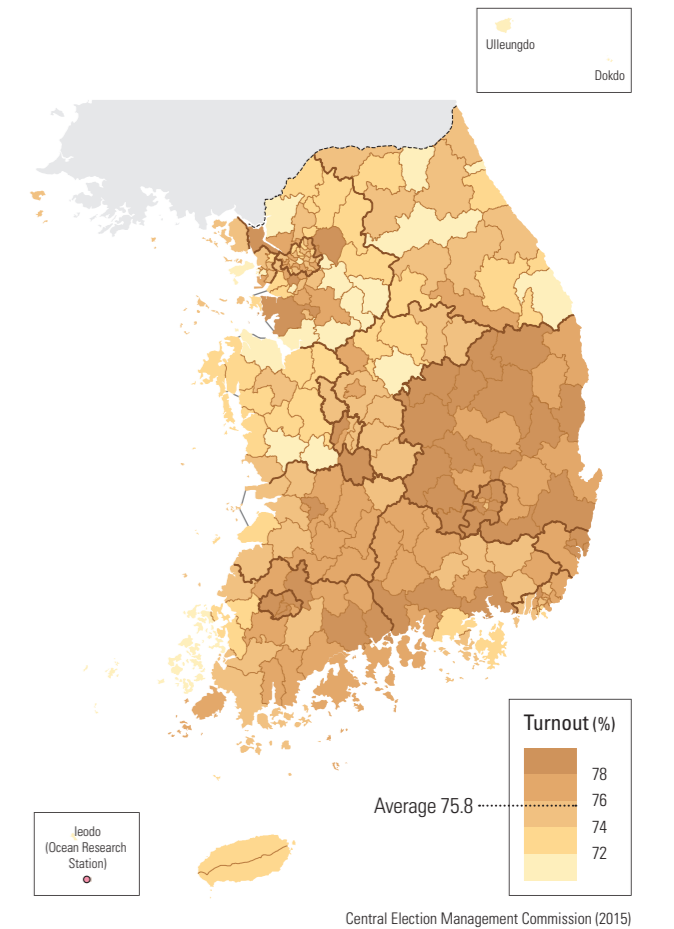 Ulleungdo
Dokdo
Turnout (%)
78
76
Average 75.8
74
72
Ieodo
(Ocean Research
Station)
Central Election Management Commission (2015)